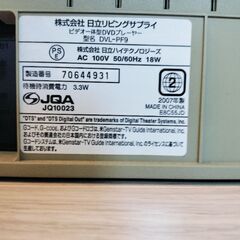 株式会社 日立リビングサプライ
ビデオ一体型DVDプレーヤー
型名 DVL-PF9
PS
E
株式会社 日立ハイテクノロジーズ
AC 100V 50/60Hz 18W
製造番号 70644931
待機時消費電力 3.3W
JQA
JQ10023
2007年製
MADE IN CHINA
E8C55JD
"DTS" and "DTS Digital Out" are trademarks of Digital Theater Systems, Inc.